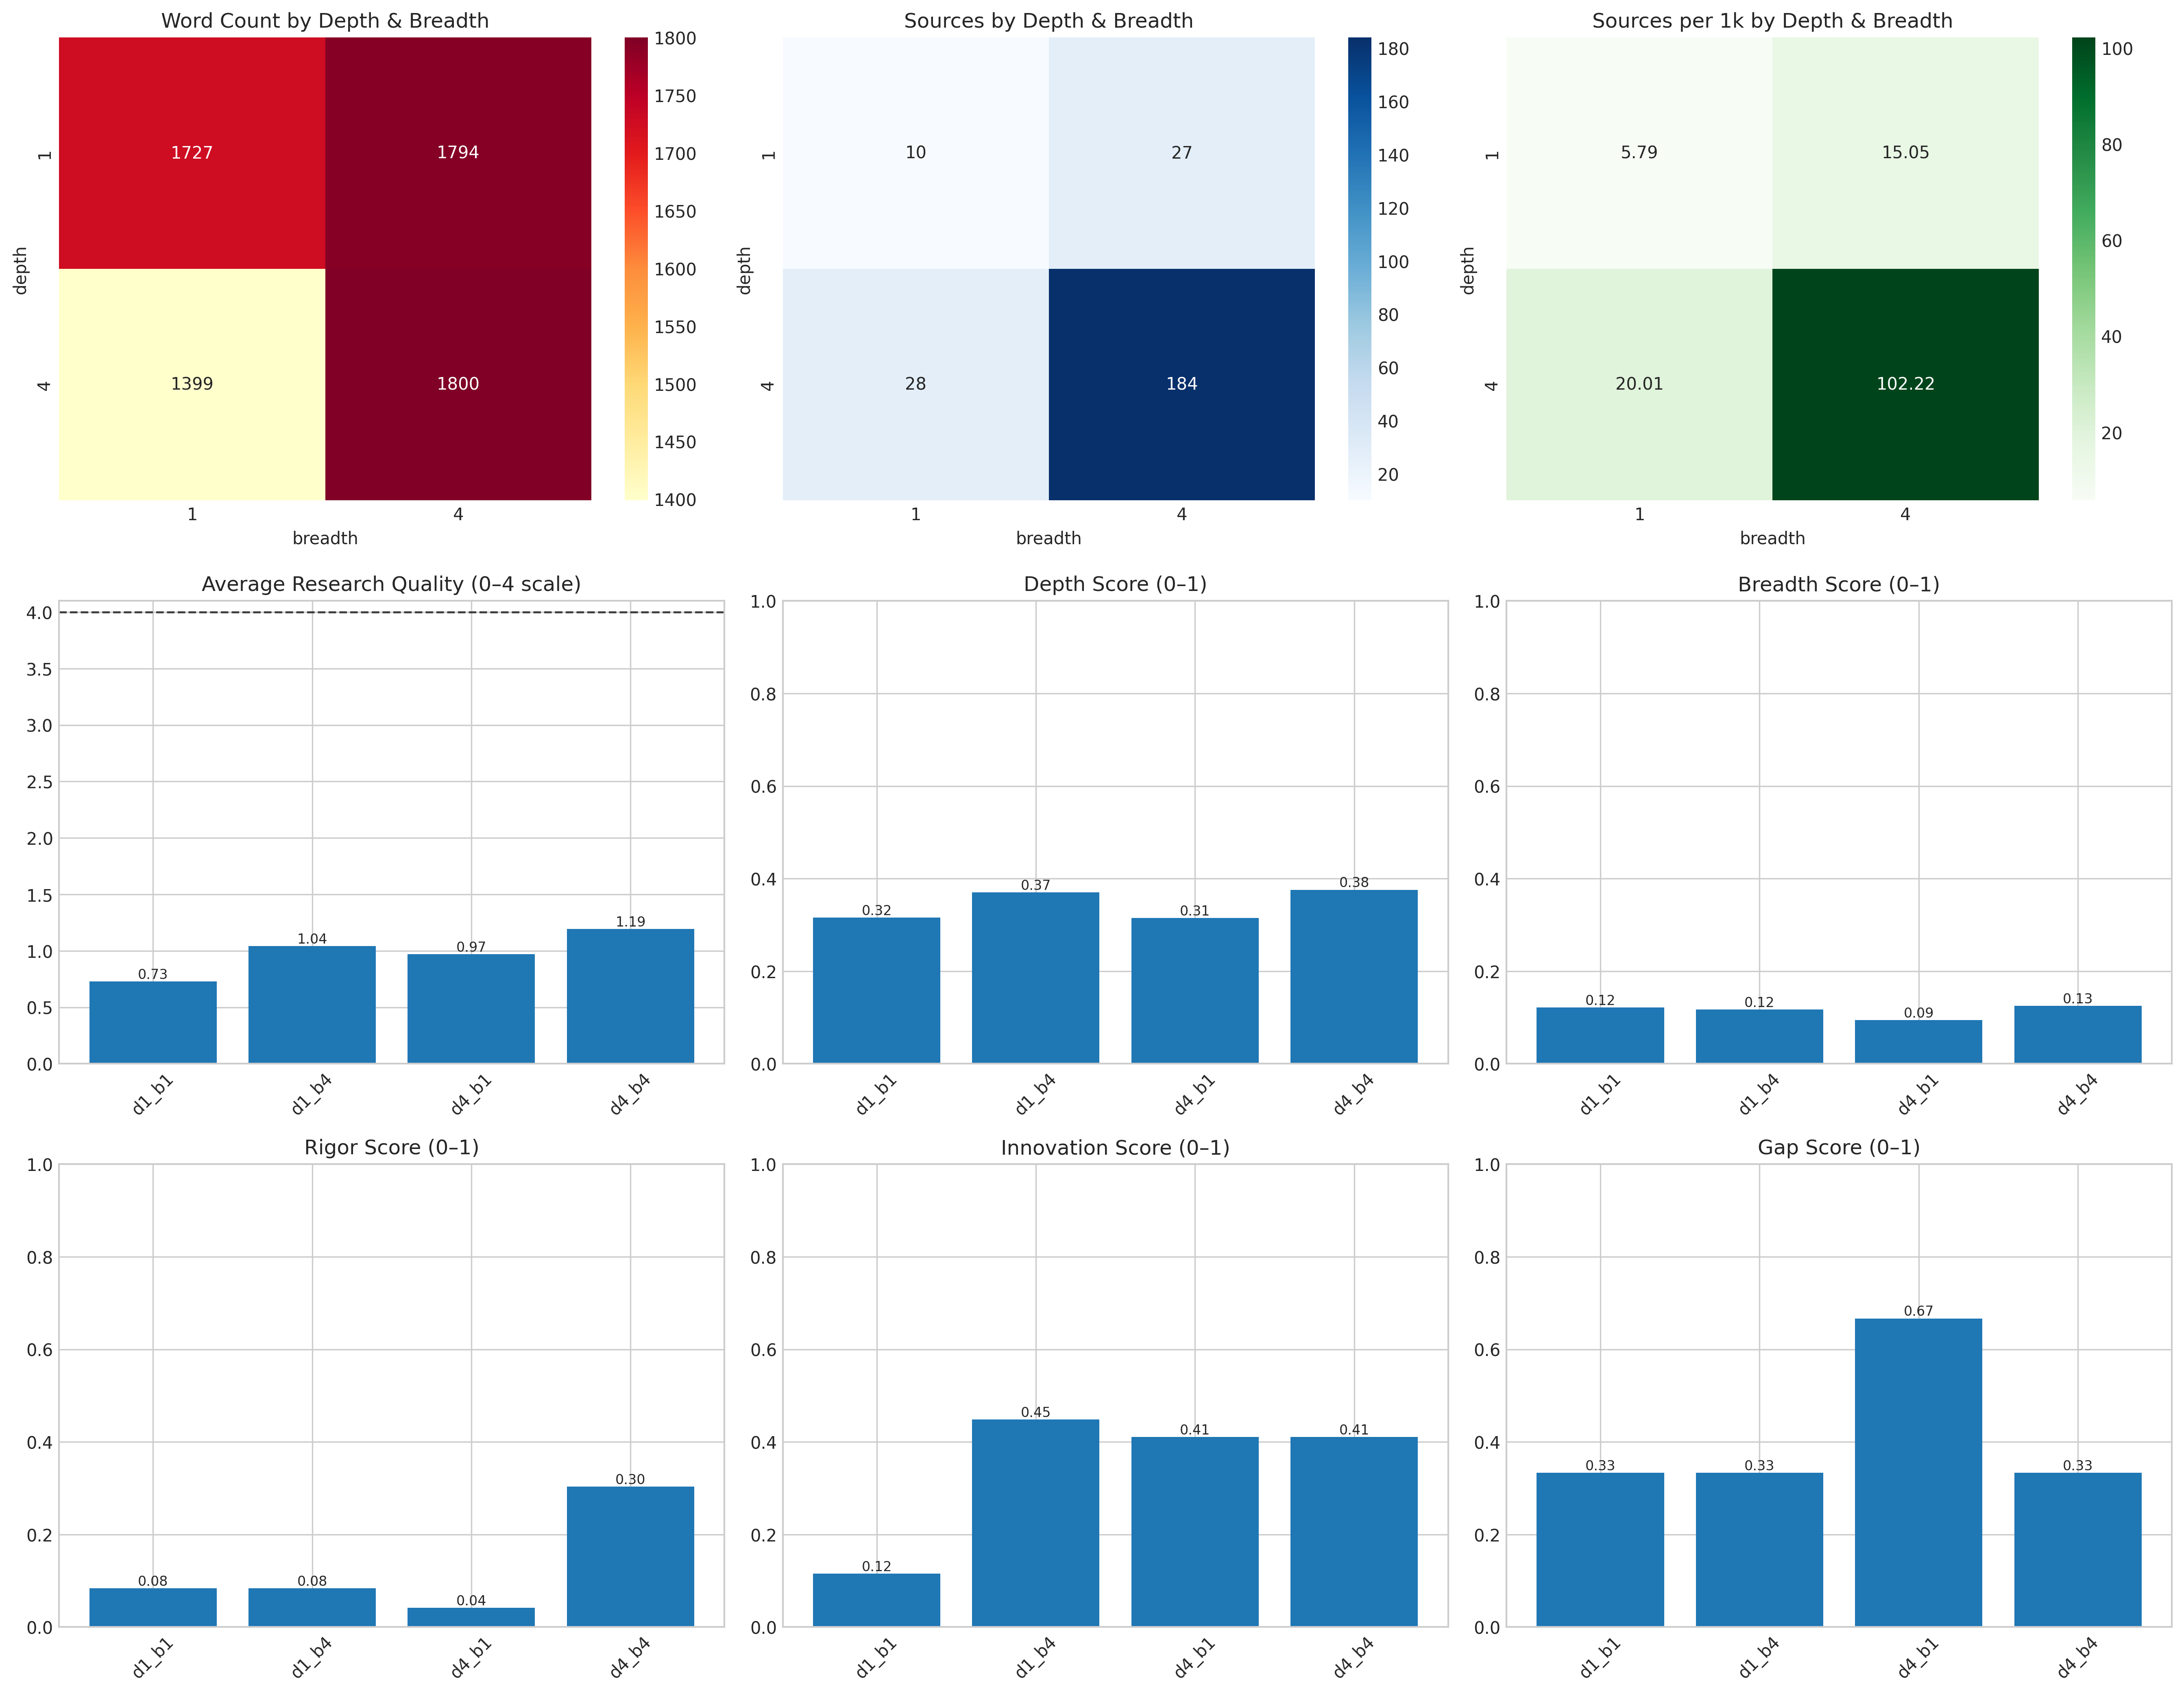 Word Count by Depth & Breadth
1727 1794
1399 1800
1 4
depth
1 4
breadth
1800
1750
1700
1650
1600
1550
1500
1450
1400
Sources by Depth & Breadth
10 27
28 184
1 4
depth
1 4
breadth
180
160
140
120
100
80
60
40
20
Sources per 1k by Depth & Breadth
5.79 15.05
20.01 102.22
1 4
depth
1 4
breadth
100
80
60
40
20
Average Research Quality (0–4 scale)
4.0
3.5
3.0
2.5
2.0
1.5
1.0
0.5
0.0
0.73 1.04 0.97 1.19
d1_b1 d1_b4 d4_b1 d4_b4
Depth Score (0–1)
1.0
0.8
0.6
0.4
0.2
0.0
0.32 0.37 0.31 0.38
d1_b1 d1_b4 d4_b1 d4_b4
Breadth Score (0–1)
1.0
0.8
0.6
0.4
0.2
0.0
0.12 0.12 0.09 0.13
d1_b1 d1_b4 d4_b1 d4_b4
Rigor Score (0–1)
1.0
0.8
0.6
0.4
0.2
0.0
0.08 0.08 0.04 0.30
d1_b1 d1_b4 d4_b1 d4_b4
Innovation Score (0–1)
1.0
0.8
0.6
0.4
0.2
0.0
0.12 0.45 0.41 0.41
d1_b1 d1_b4 d4_b1 d4_b4
Gap Score (0–1)
1.0
0.8
0.6
0.4
0.2
0.0
0.33 0.33 0.67 0.33
d1_b1 d1_b4 d4_b1 d4_b4